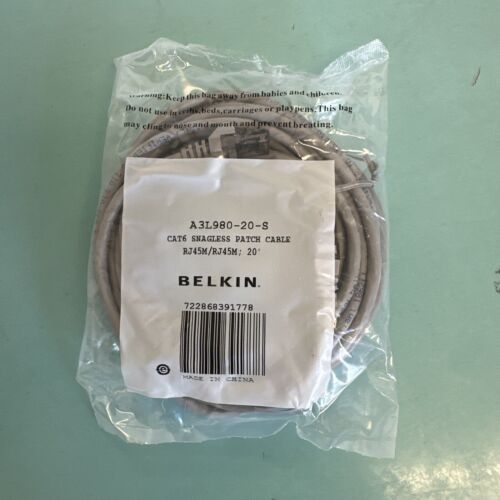 Warning:Keep this bag away from babies and children.
Do not use in cribs,beds,carriages or playpens.This bag
may cling to nose and mouth and prevent breating.
A3L980-20-S
CAT6 SNAGLESS PATCH CABLE
RJ45M/RJ45M; 20'
BELKIN.
722868391778
MADE IN CHINA